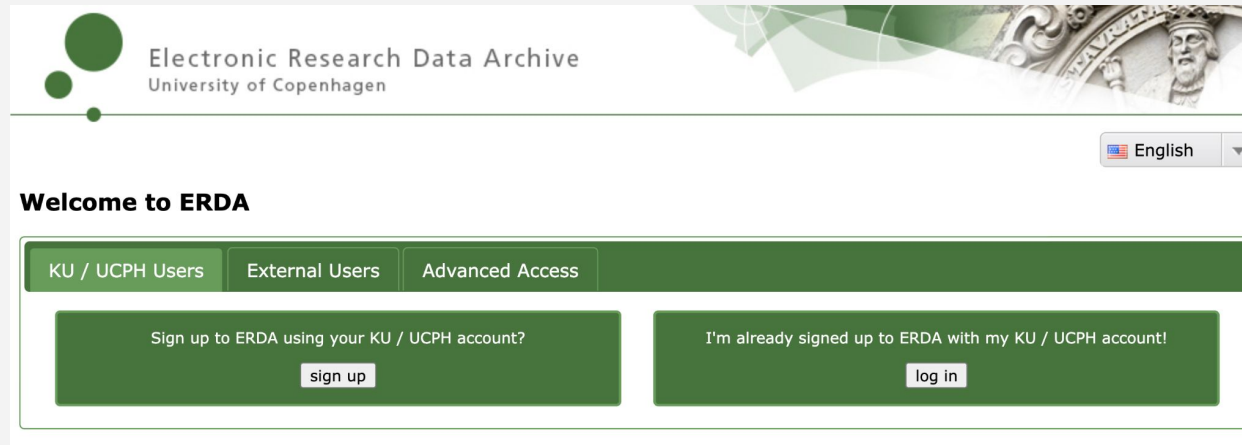 Electronic Research Data Archive
University of Copenhagen
English
Welcome to ERDA
KU / UCPH Users
External Users
Advanced Access
Sign up to ERDA using your KU / UCPH account?
sign up
I'm already signed up to ERDA with my KU / UCPH account!
log in